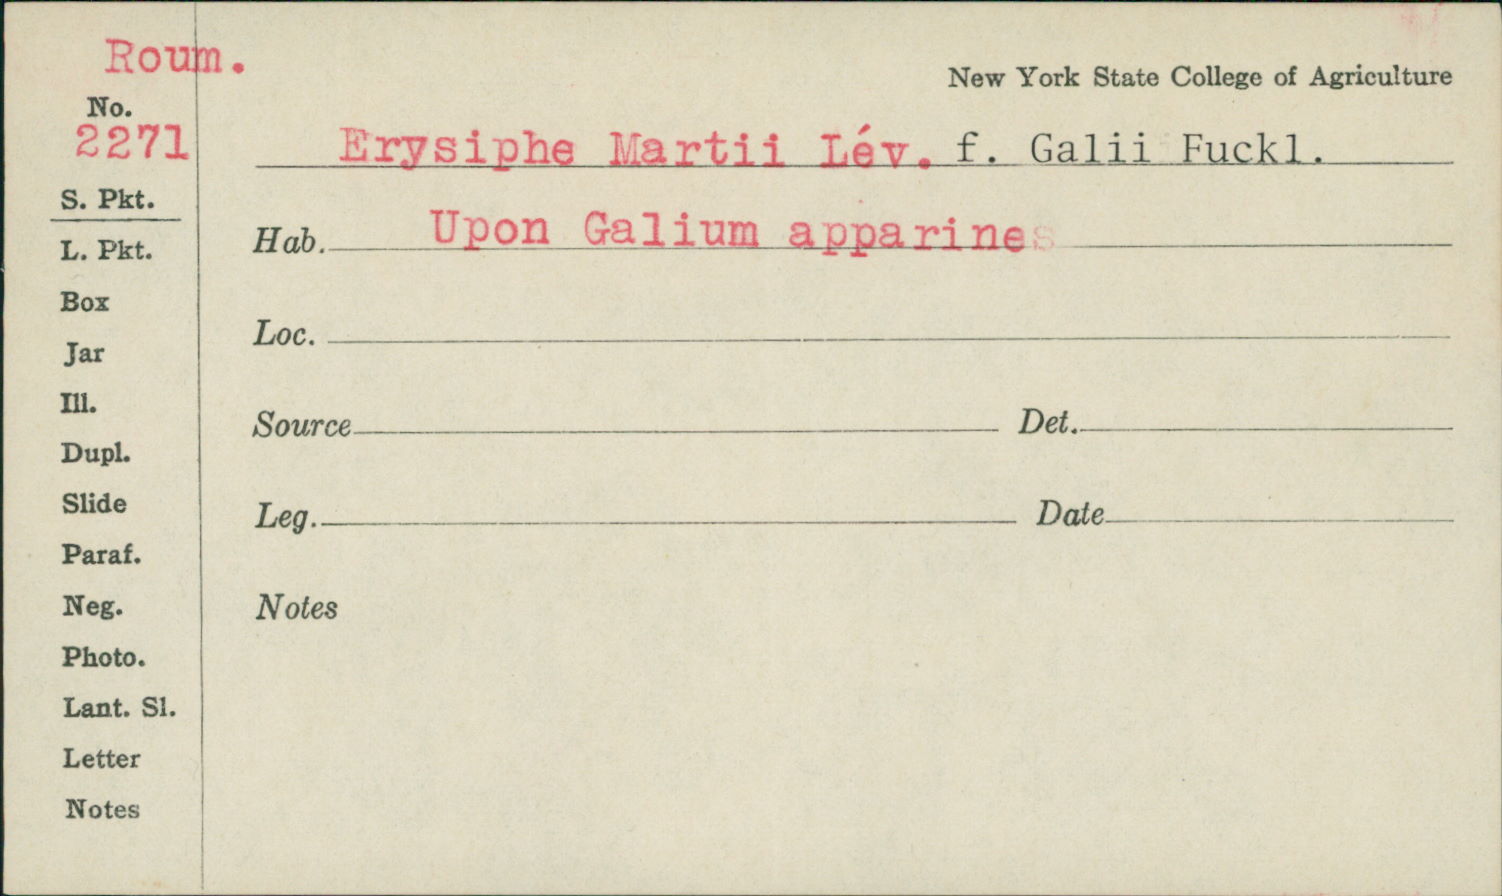 Roum.
New York State College of Agriculture
No.
2271
Erysiphe Martii Lév. f. Galii Fuckl.
S. Pkt.
Hab. Upon Galium apparines
L. Pkt.
Box
Loc.
Jar
Ill.
Source Det.
Dupl.
Slide
Leg. Date
Paraf.
Neg.
Notes
Photo.
Lant. Sl.
Letter
Notes